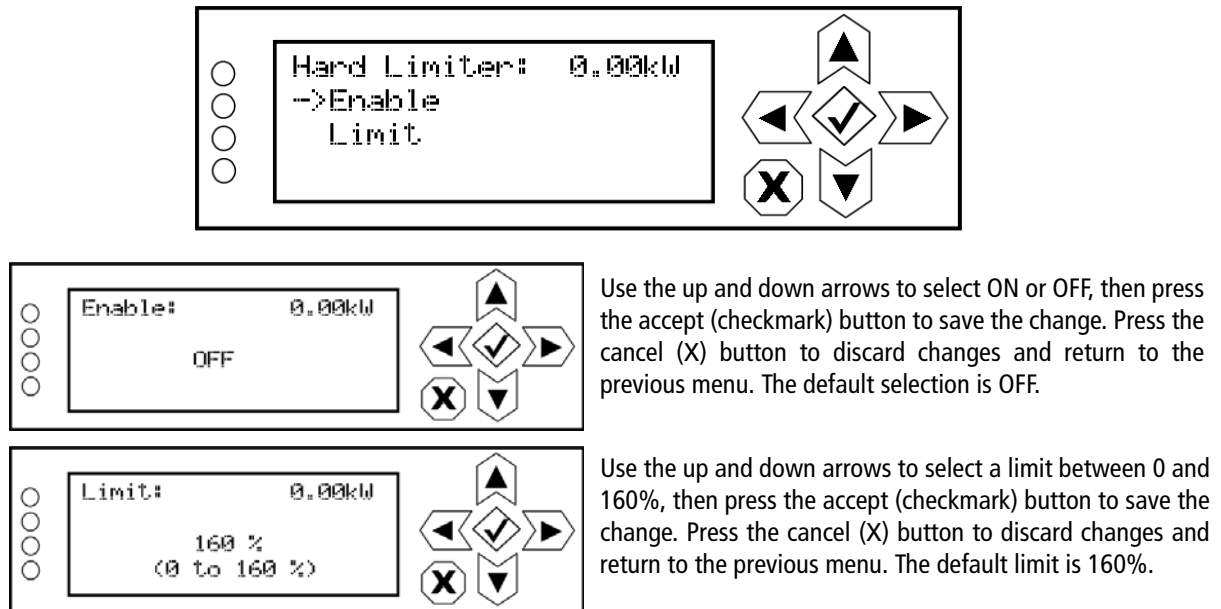 Hard Limiter: 0.00kW
->Enable
Limit
X
Enable: 0.00kW
OFF
X
Use the up and down arrows to select ON or OFF, then press
the accept (checkmark) button to save the change. Press the
cancel (X) button to discard changes and return to the
previous menu. The default selection is OFF.
Limit: 0.00kW
160 %
(0 to 160 %)
X
Use the up and down arrows to select a limit between 0 and
160%, then press the accept (checkmark) button to save the
change. Press the cancel (X) button to discard changes and
return to the previous menu. The default limit is 160%.